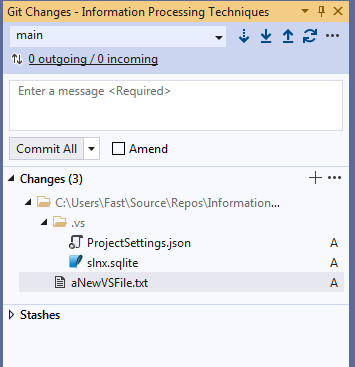 Git Changes - Information Processing Techniques
main
0 outgoing / 0 incoming
Enter a message <Required>
Commit All
Amend
Changes (3)
C:\Users\Fast\Source\Repos\Information...
.vs
ProjectSettings.json A
slnx.sqlite A
aNewVSFile.txt A
Stashes